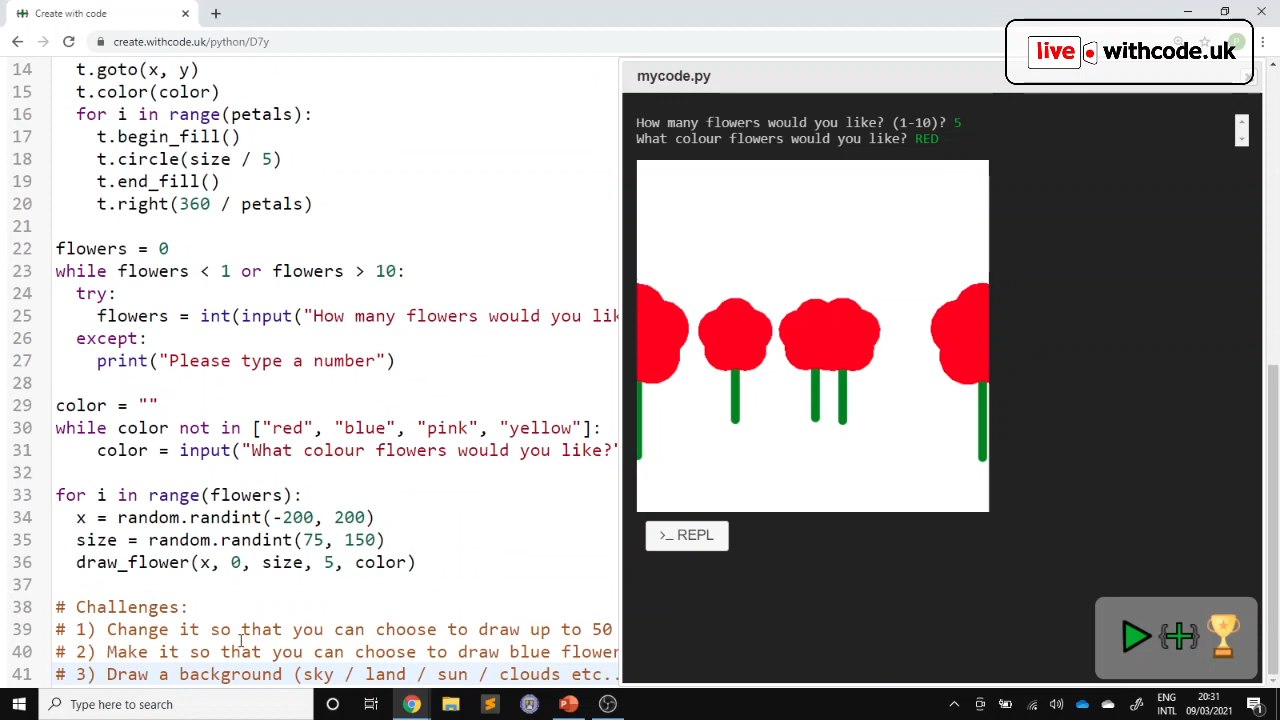 Create with code
create.withcode.uk/python/D7y
live withcode.uk
14 t.goto(x, y)
15 t.color(color)
16 for i in range(petals):
17 t.begin_fill()
18 t.circle(size / 5)
19 t.end_fill()
20 t.right(360 / petals)
21
22 flowers = 0
23 while flowers < 1 or flowers > 10:
24 try:
25 flowers = int(input("How many flowers would you lik
26 except:
27 print("Please type a number")
28
29 color = ""
30 while color not in ["red", "blue", "pink", "yellow"]:
31 color = input("What colour flowers would you like?"
32
33 for i in range(flowers):
34 x = random.randint(-200, 200)
35 size = random.randint(75, 150)
36 draw_flower(x, 0, size, 5, color)
37
38 # Challenges:
39 # 1) Change it so that you can choose to draw up to 50
40 # 2) Make it so that you can choose to draw blue flower
41 # 3) Draw a background (sky / land / sun / clouds etc..
mycode.py
How many flowers would you like? (1-10)? 5
What colour flowers would you like? RED
>_ REPL
Type here to search
ENG
INTL
20:31
09/03/2021